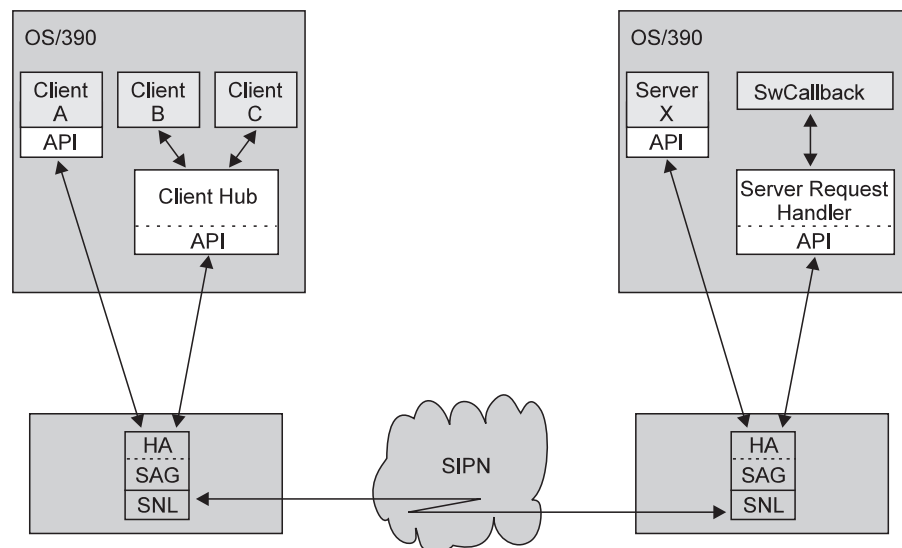 OS/390
Client
A
API
Client
B
Client
C
Client Hub
API
OS/390
Server
X
API
SwCallback
Server Request
Handler
API
HA
SAG
SNL
SIPN
HA
SAG
SNL